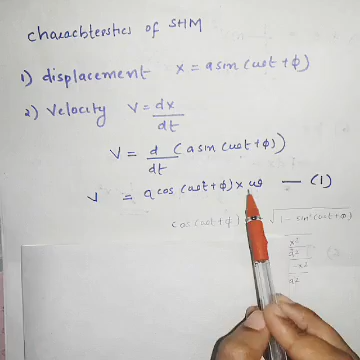 charachterstics of SHM
1) displacement x = a sin (ωt + ϕ)
2) Velocity V = dx/dt
V = d/dt (a sin (ωt + ϕ))
V = a cos (ωt + ϕ) x ω — (1)
cos (ωt + ϕ) √1 - sin²(ωt + ϕ)